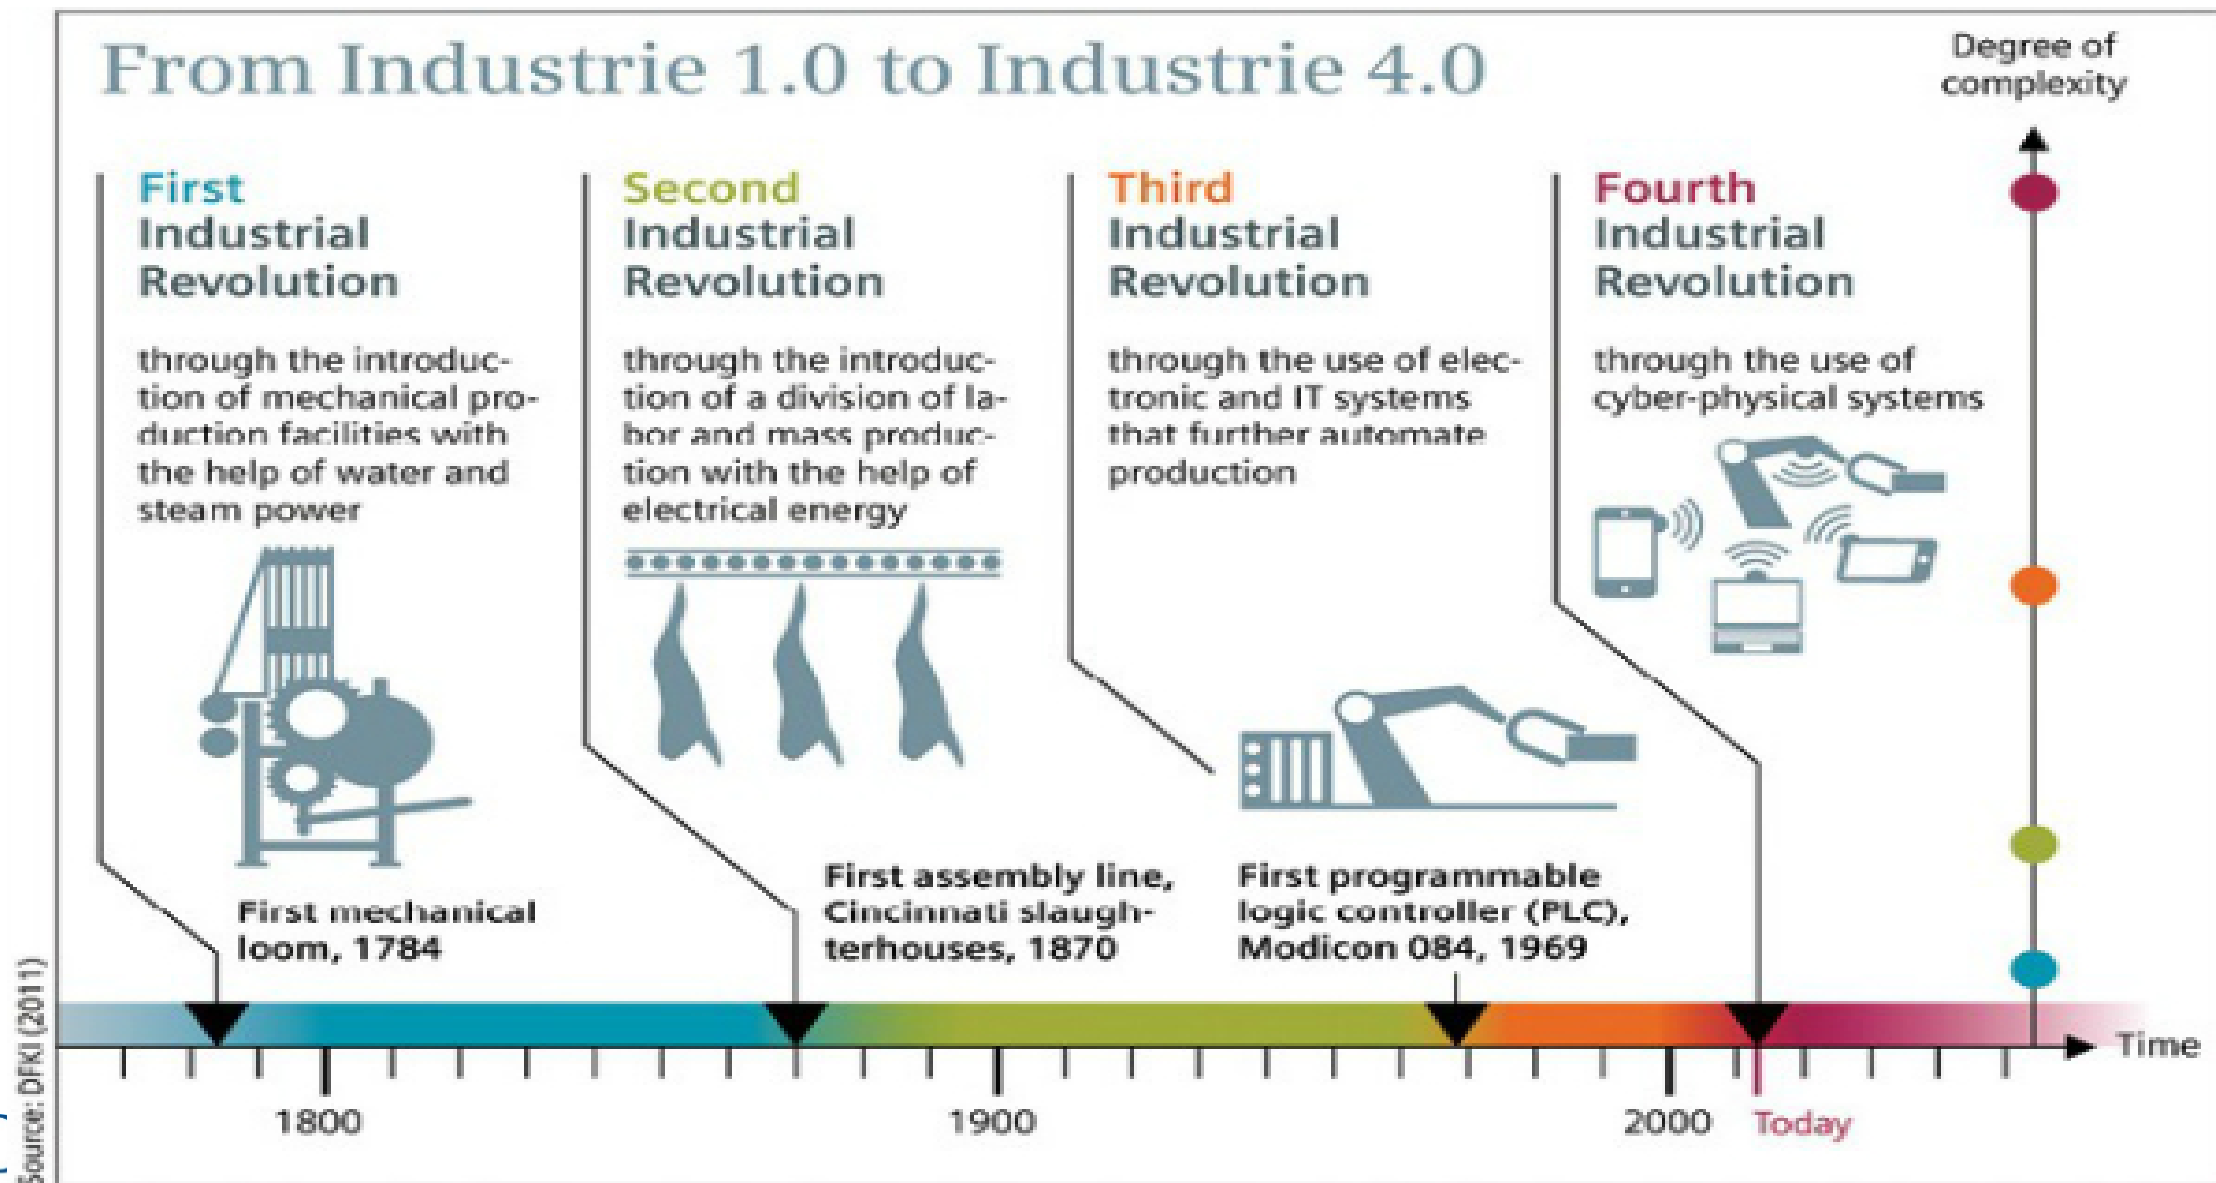 From Industrie 1.0 to Industrie 4.0
Degree of
complexity
First
Industrial
Revolution
through the introduc-
tion of mechanical pro-
duction facilities with
the help of water and
steam power
First mechanical
loom, 1784
Second
Industrial
Revolution
through the introduc-
tion of a division of la-
bor and mass produc-
tion with the help of
electrical energy
First assembly line,
Cincinnati slaugh-
terhouses, 1870
Third
Industrial
Revolution
through the use of elec-
tronic and IT systems
that further automate
production
First programmable
logic controller (PLC),
Modicon 084, 1969
Fourth
Industrial
Revolution
through the use of
cyber-physical systems
Time
1800
1900
2000
Today
Source: DFKI (2011)